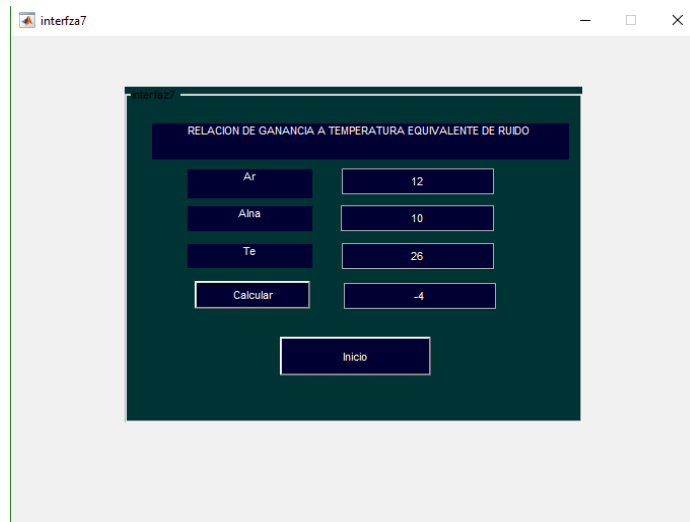 interfza7
interfaz7
RELACION DE GANANCIA A TEMPERATURA EQUIVALENTE DE RUIDO
Ar 12
Alna 10
Te 26
Calcular -4
Inicio